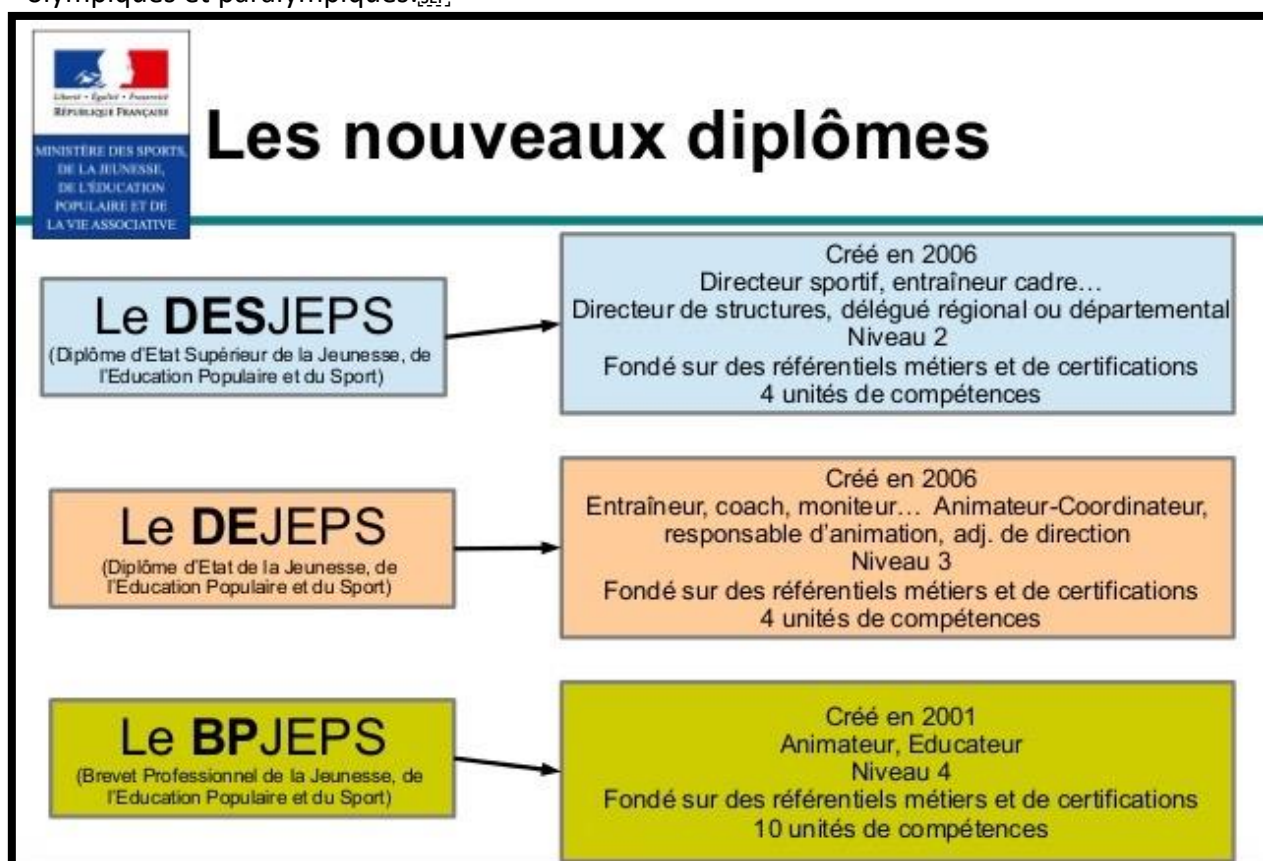 olympiques et paralympiques.
Liberté • Égalité • Fraternité
RÉPUBLIQUE FRANÇAISE
MINISTÈRE DES SPORTS,
DE LA JEUNESSE,
DE L'ÉDUCATION
POPULAIRE ET DE
LA VIE ASSOCIATIVE
Les nouveaux diplômes
Le DESJEPS
(Diplôme d'Etat Supérieur de la Jeunesse, de
l'Education Populaire et du Sport)
Créé en 2006
Directeur sportif, entraîneur cadre…
Directeur de structures, délégué régional ou départemental
Niveau 2
Fondé sur des référentiels métiers et de certifications
4 unités de compétences
Le DEJEPS
(Diplôme d'Etat de la Jeunesse, de
l'Education Populaire et du Sport)
Créé en 2006
Entraîneur, coach, moniteur… Animateur-Coordinateur,
responsable d'animation, adj. de direction
Niveau 3
Fondé sur des référentiels métiers et de certifications
4 unités de compétences
Le BPJEPS
(Brevet Professionnel de la Jeunesse, de
l'Education Populaire et du Sport)
Créé en 2001
Animateur, Educateur
Niveau 4
Fondé sur des référentiels métiers et de certifications
10 unités de compétences